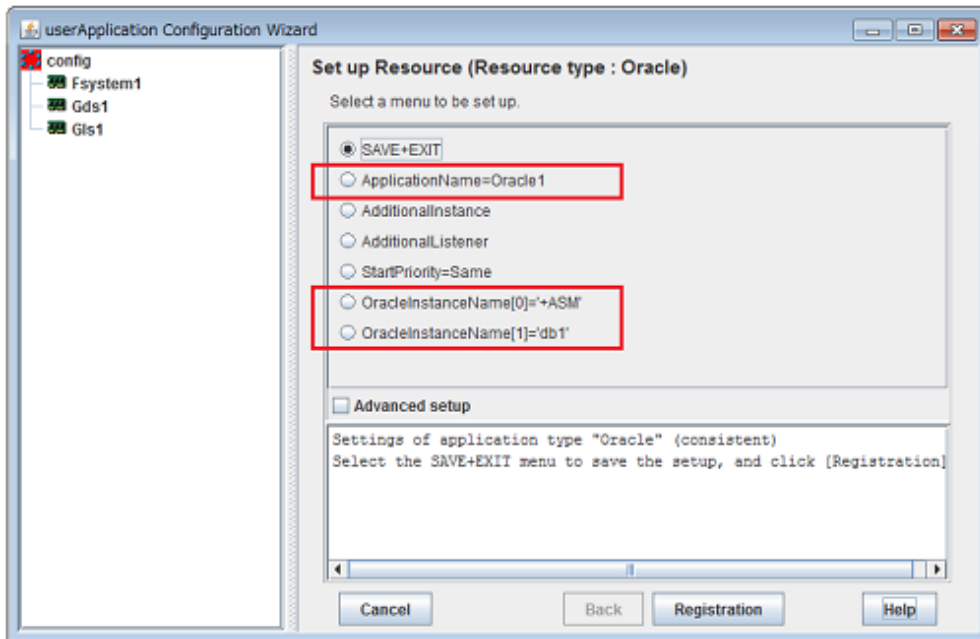 userApplication Configuration Wizard
config
Fsystem1
Gds1
Gls1
Set up Resource (Resource type : Oracle)
Select a menu to be set up.
SAVE+EXIT
ApplicationName=Oracle1
AdditionalInstance
AdditionalListener
StartPriority=Same
OracleInstanceName[0]='+ASM'
OracleInstanceName[1]='db1'
Advanced setup
Settings of application type "Oracle" (consistent)
Select the SAVE+EXIT menu to save the setup, and click [Registration]
Cancel
Back
Registration
Help